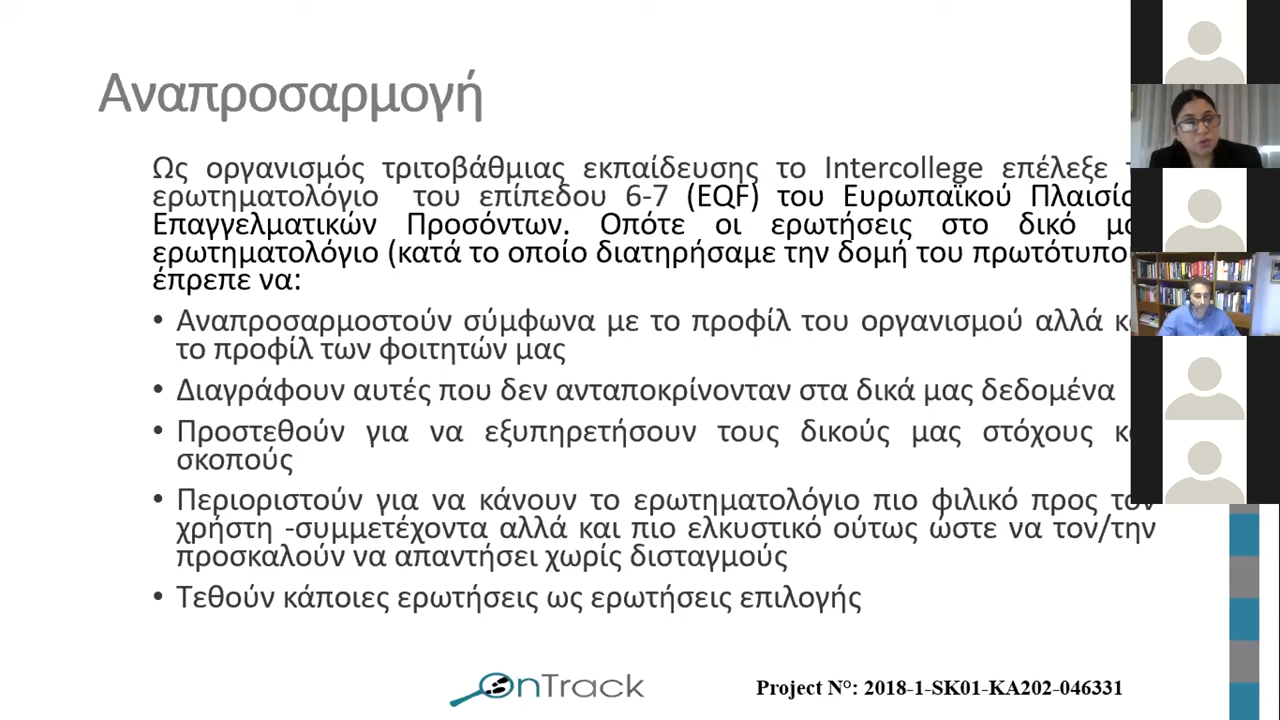 Αναπροσαρμογή
Ως οργανισμός τριτοβάθμιας εκπαίδευσης το Intercollege επέλεξε
ερωτηματολόγιο του επίπεδου 6-7 (EQF) του Ευρωπαϊκού
Επαγγελματικών Προσόντων. Οπότε οι ερωτήσεις στο δικό
ερωτηματολόγιο (κατά το οποίο διατηρήσαμε την δομή του
έπρεπε να:
• Αναπροσαρμοστούν σύμφωνα με το προφίλ του οργανισμού αλλά
το προφίλ των φοιτητών μας
• Διαγράφουν αυτές που δεν ανταποκρίνονταν στα δικά μας δεδομένα
• Προστεθούν για να εξυπηρετήσουν τους δικούς μας στόχους
σκοπούς
• Περιοριστούν για να κάνουν το ερωτηματολόγιο πιο φιλικό προς τον
χρήστη -συμμετέχοντα αλλά και πιο ελκυστικό ούτως ώστε να τον/την
προσκαλούν να απαντήσει χωρίς δισταγμούς
• Τεθούν κάποιες ερωτήσεις ως ερωτήσεις επιλογής
OnTrack
Project N°: 2018-1-SK01-KA202-046331